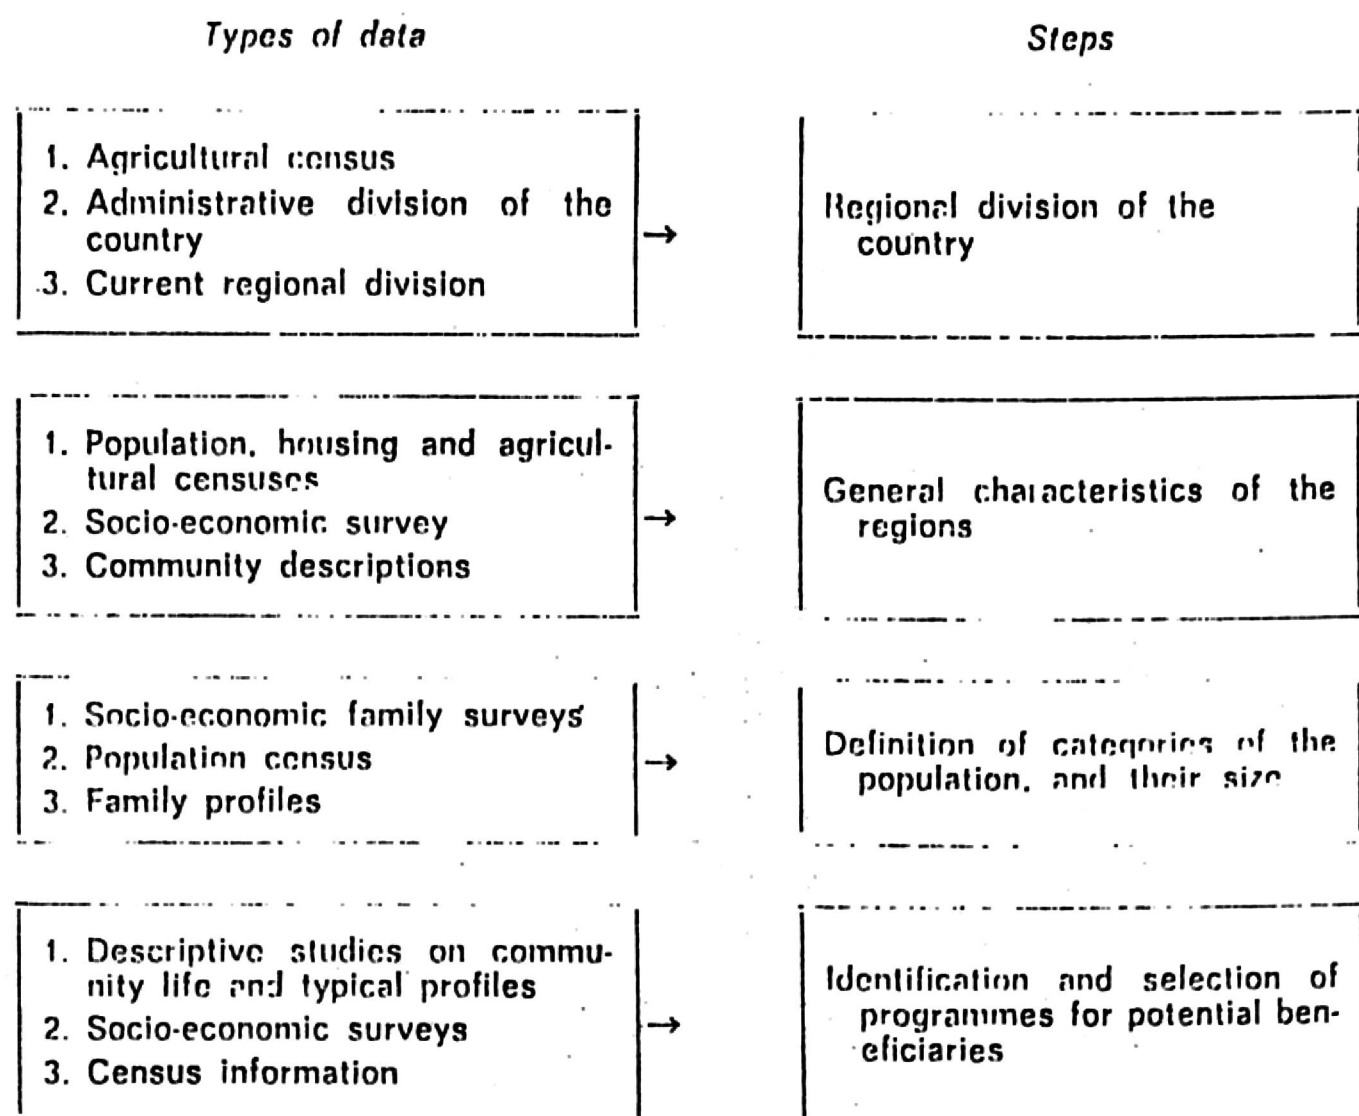 Types of data
Steps
1. Agricultural census
2. Administrative division of the
country
3. Current regional division
→
Regional division of the
country
1. Population, housing and agricul-
tural censuses
2. Socio-economic survey
3. Community descriptions
→
General characteristics of the
regions
1. Socio-economic family surveys
2. Population census
3. Family profiles
→
Definition of categories of the
population, and their size
1. Descriptive studies on commu-
nity life and typical profiles
2. Socio-economic surveys
3. Census information
→
Identification and selection of
programmes for potential ben-
eficiaries